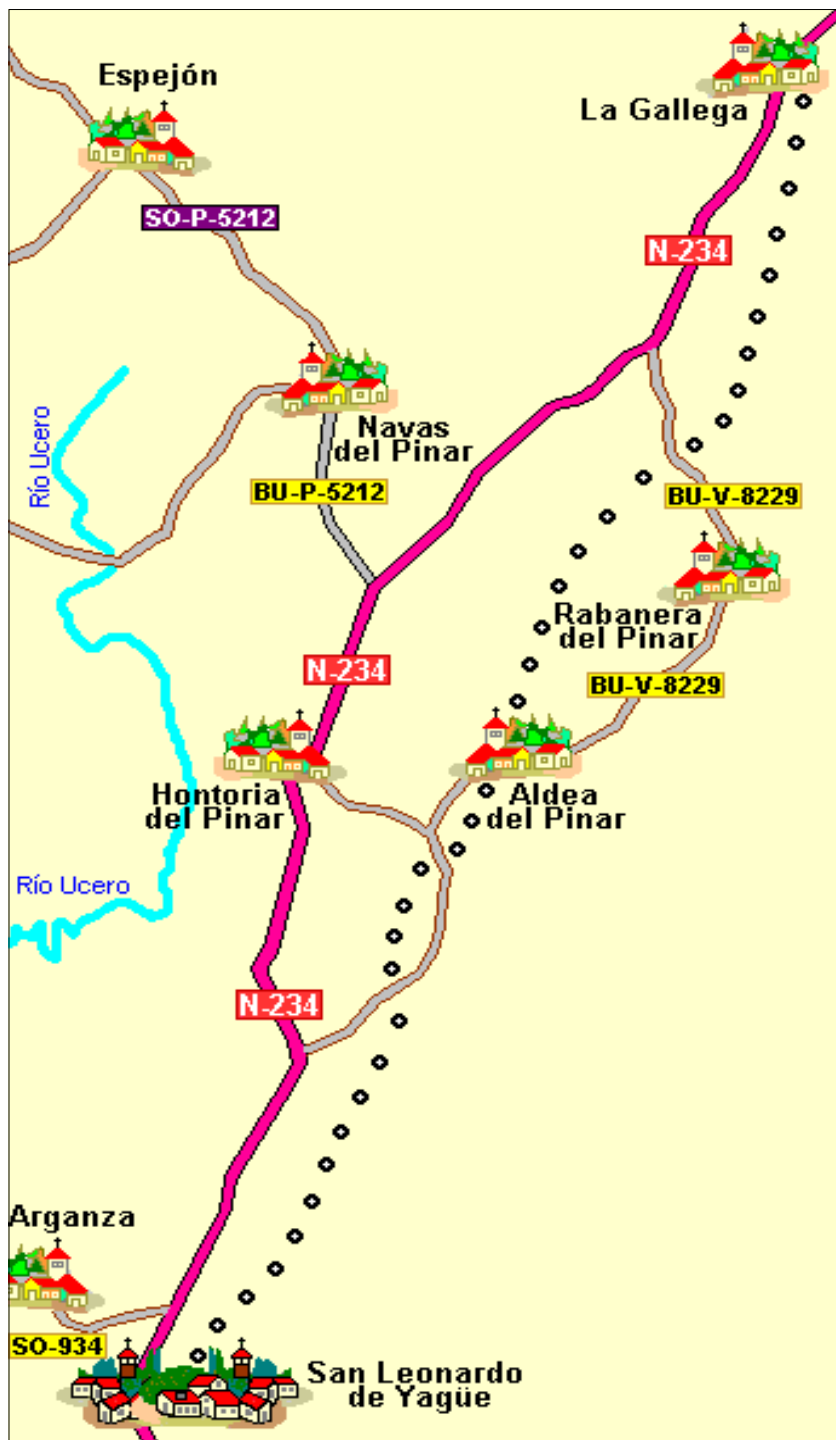 Espejón
La Gallega
SO-P-5212
N-234
Navas
del Pinar
Río Ucero
BU-P-5212
BU-V-8229
Rabanera
del Pinar
N-234
BU-V-8229
Hontoria
del Pinar
Aldea
del Pinar
Río Ucero
N-234
Arganza
SO-934
San Leonardo
de Yagüe